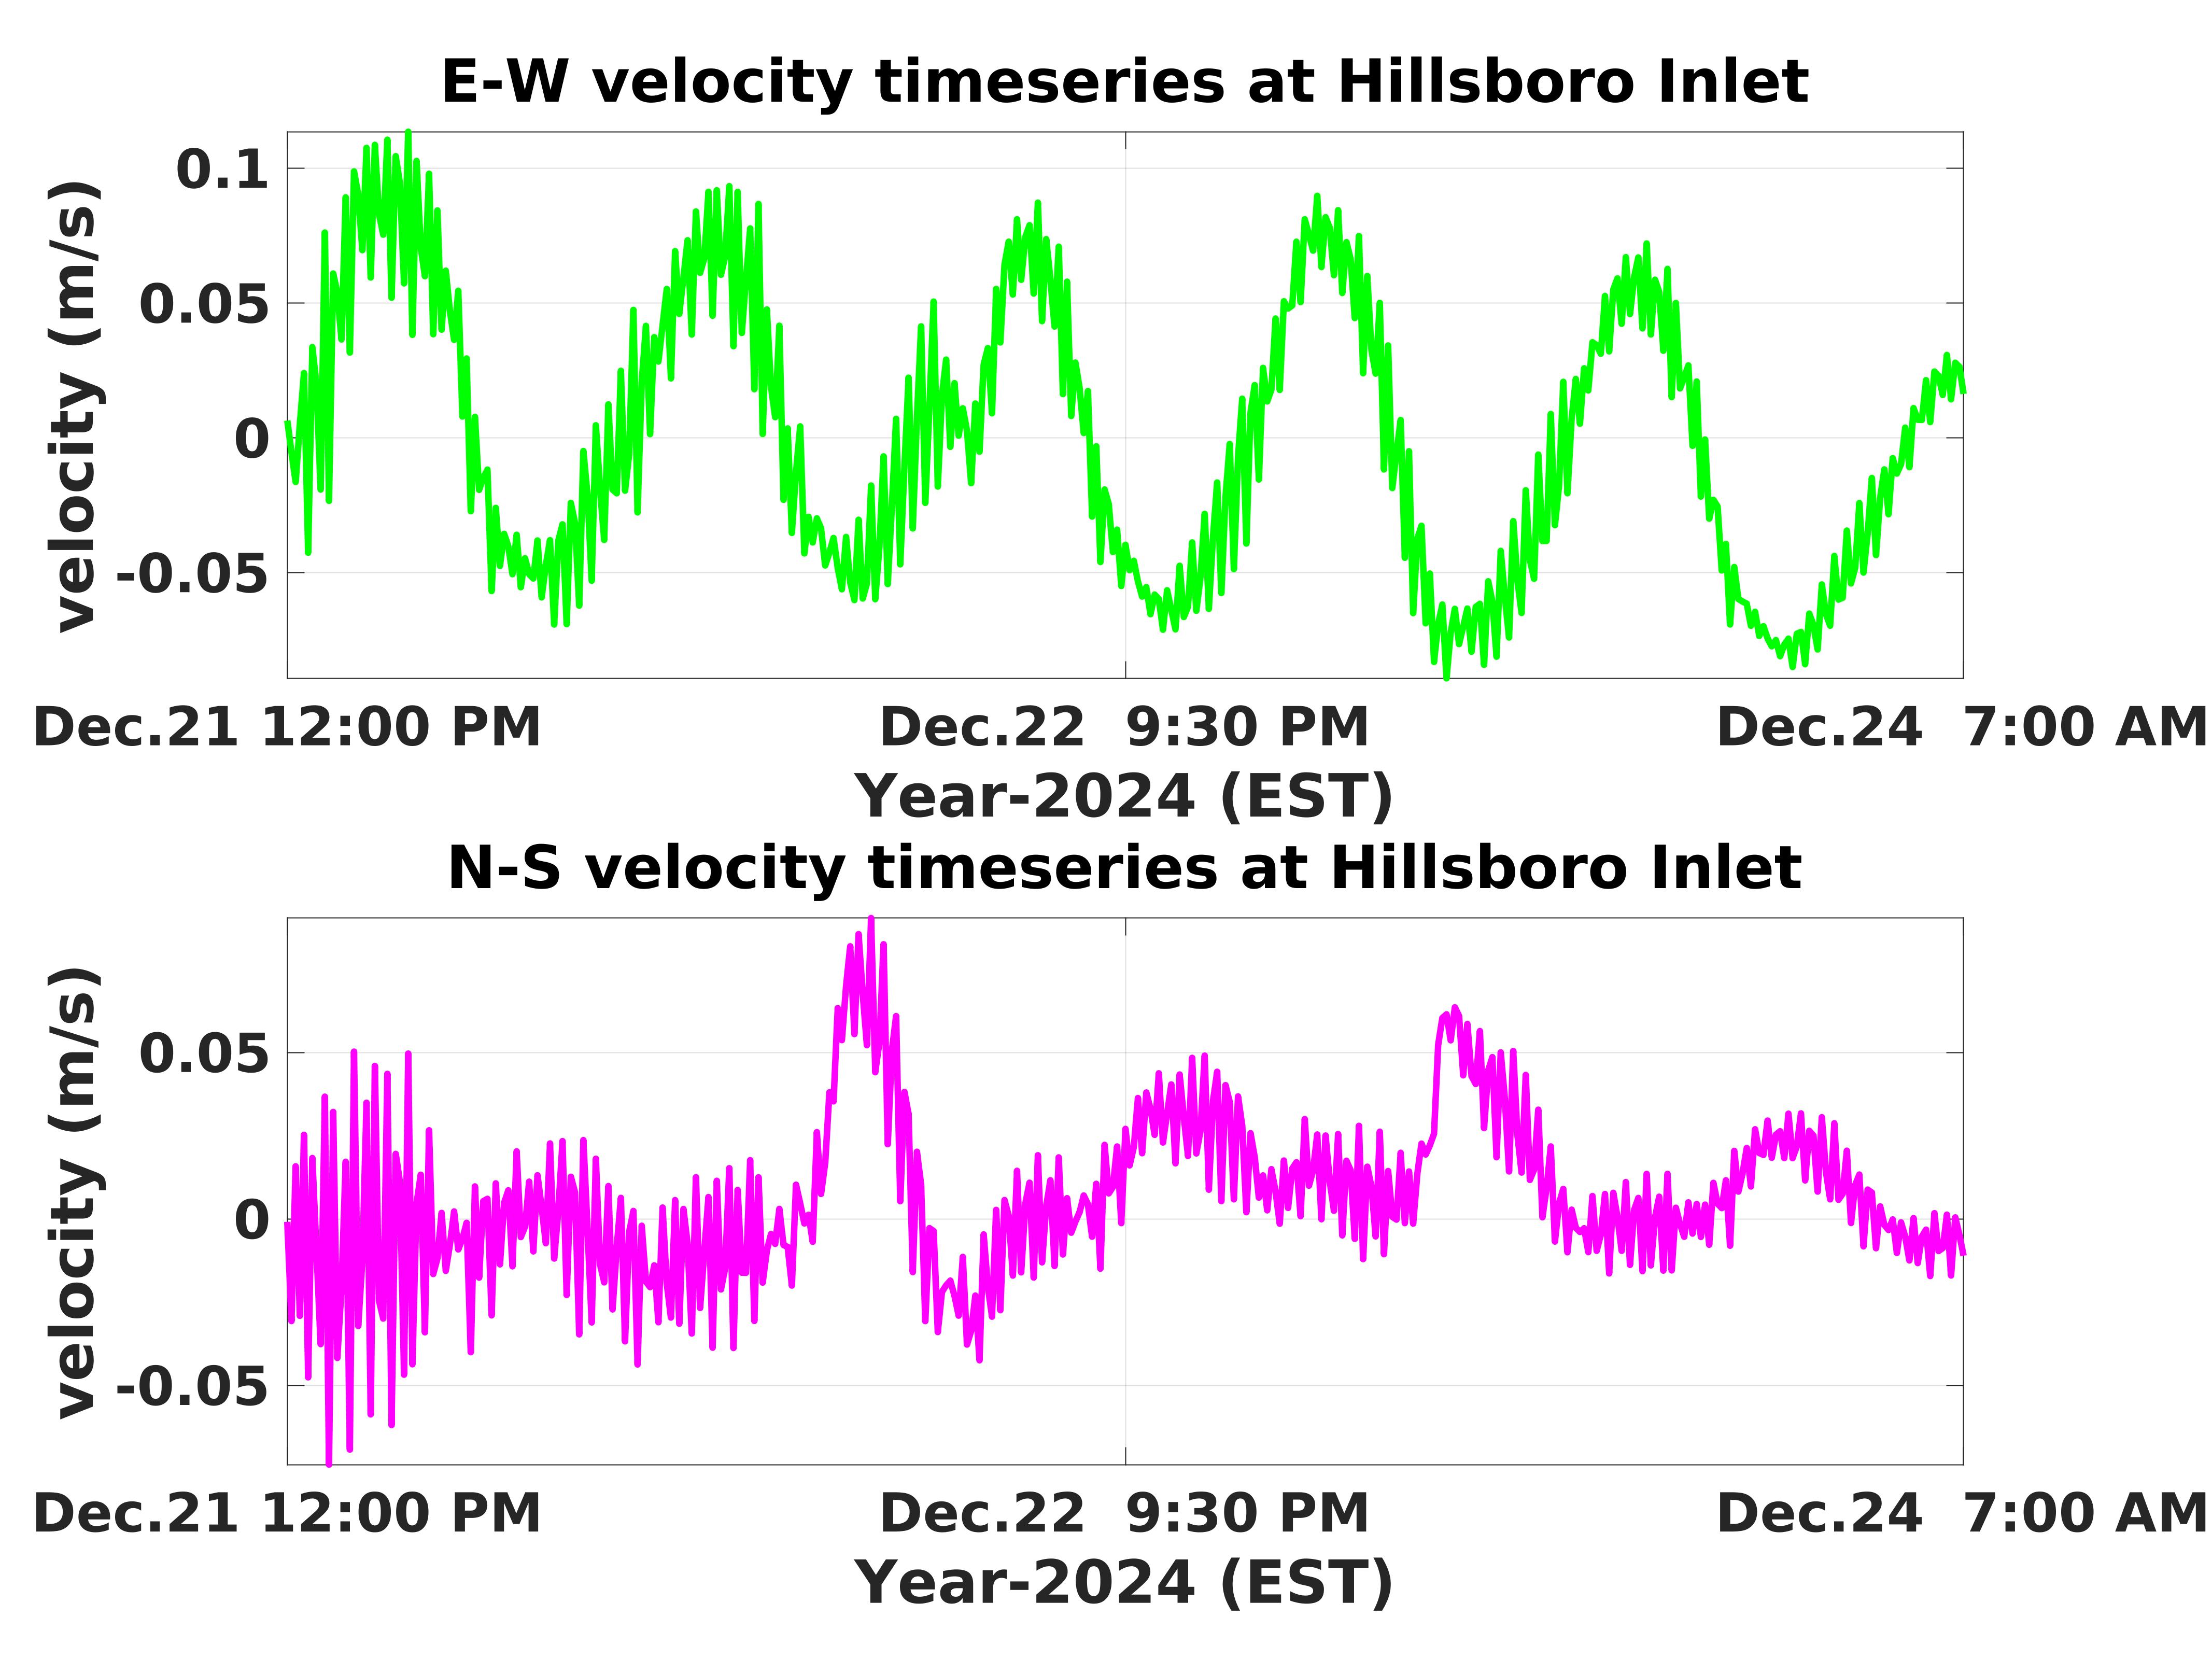 E-W velocity timeseries at Hillsboro Inlet
velocity (m/s)
0.1
0.05
0
-0.05
Dec.21 12:00 PM Dec.22  9:30 PM Dec.24  7:00 AM
Year-2024 (EST)
N-S velocity timeseries at Hillsboro Inlet
velocity (m/s)
0.05
0
-0.05
Dec.21 12:00 PM Dec.22  9:30 PM Dec.24  7:00 AM
Year-2024 (EST)